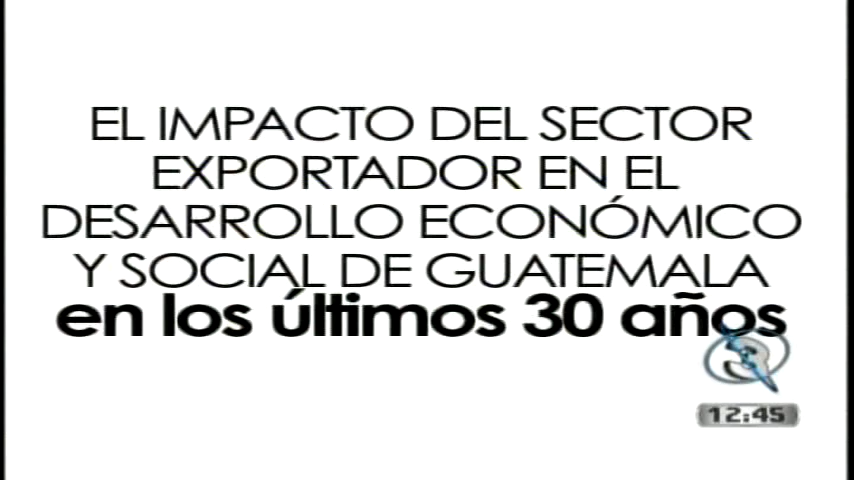 EL IMPACTO DEL SECTOR
EXPORTADOR EN EL
DESARROLLO ECONÓMICO
Y SOCIAL DE GUATEMALA
en los últimos 30 años
3
12:45